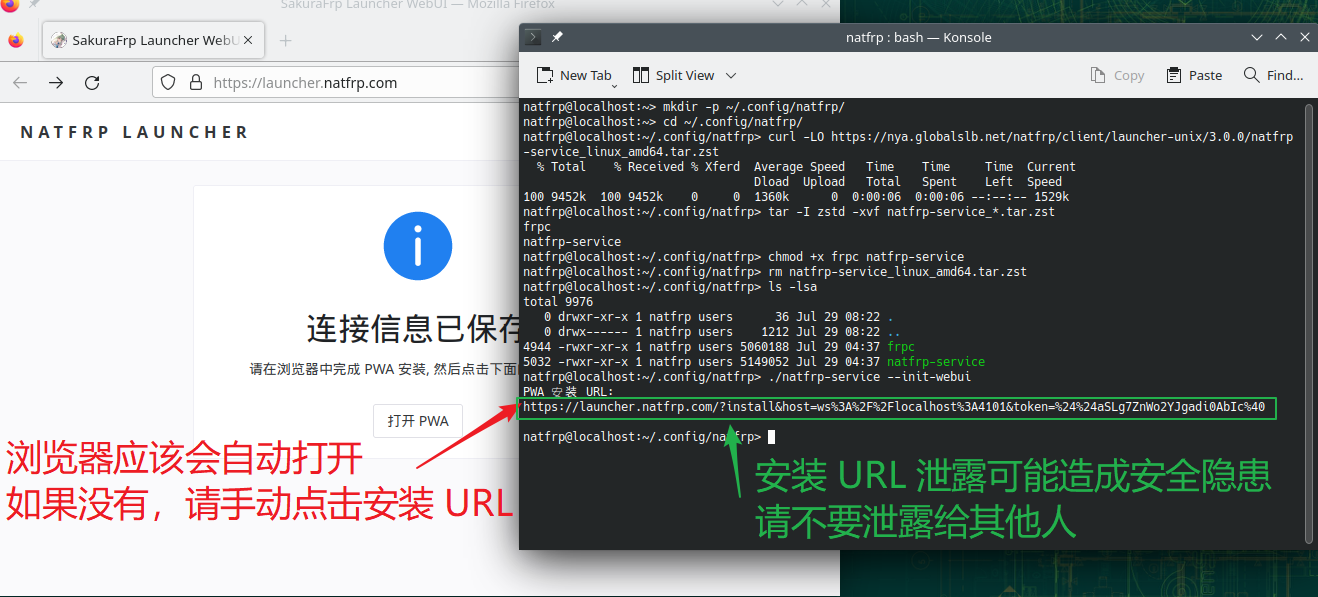 SakuraFrp Launcher WebUI — Mozilla Firefox
SakuraFrp Launcher WebU
https://launcher.natfrp.com
NATFRP LAUNCHER
连接信息已保存
请在浏览器中完成 PWA 安装, 然后点击下面
打开 PWA
浏览器应该会自动打开
如果没有，请手动点击安装 URL
natfrp : bash — Konsole
New Tab
Split View
Copy
Paste
Find...
natfrp@localhost:~> mkdir -p ~/.config/natfrp/
natfrp@localhost:~> cd ~/.config/natfrp/
natfrp@localhost:~/.config/natfrp> curl -LO https://nya.globalslb.net/natfrp/client/launcher-unix/3.0.0/natfrp
-service_linux_amd64.tar.zst
% Total % Received % Xferd Average Speed Time Time Time Current
Dload Upload Total Spent Left Speed
100 9452k 100 9452k 0 0 1360k 0 0:00:06 0:00:06 --:--:-- 1529k
natfrp@localhost:~/.config/natfrp> tar -I zstd -xvf natfrp-service_*.tar.zst
frpc
natfrp-service
natfrp@localhost:~/.config/natfrp> chmod +x frpc natfrp-service
natfrp@localhost:~/.config/natfrp> rm natfrp-service_linux_amd64.tar.zst
natfrp@localhost:~/.config/natfrp> ls -lsa
total 9976
0 drwxr-xr-x 1 natfrp users 36 Jul 29 08:22 .
0 drwx------ 1 natfrp users 1212 Jul 29 08:22 ..
4944 -rwxr-xr-x 1 natfrp users 5060188 Jul 29 04:37 frpc
5032 -rwxr-xr-x 1 natfrp users 5149052 Jul 29 04:37 natfrp-service
natfrp@localhost:~/.config/natfrp> ./natfrp-service --init-webui
PWA 安装 URL:
https://launcher.natfrp.com/?install&host=ws%3A%2F%2Flocalhost%3A4101&token=%24%24aSLg7ZnWo2YJgadi0AbIc%40
natfrp@localhost:~/.config/natfrp>
安装 URL 泄露可能造成安全隐患
请不要泄露给其他人